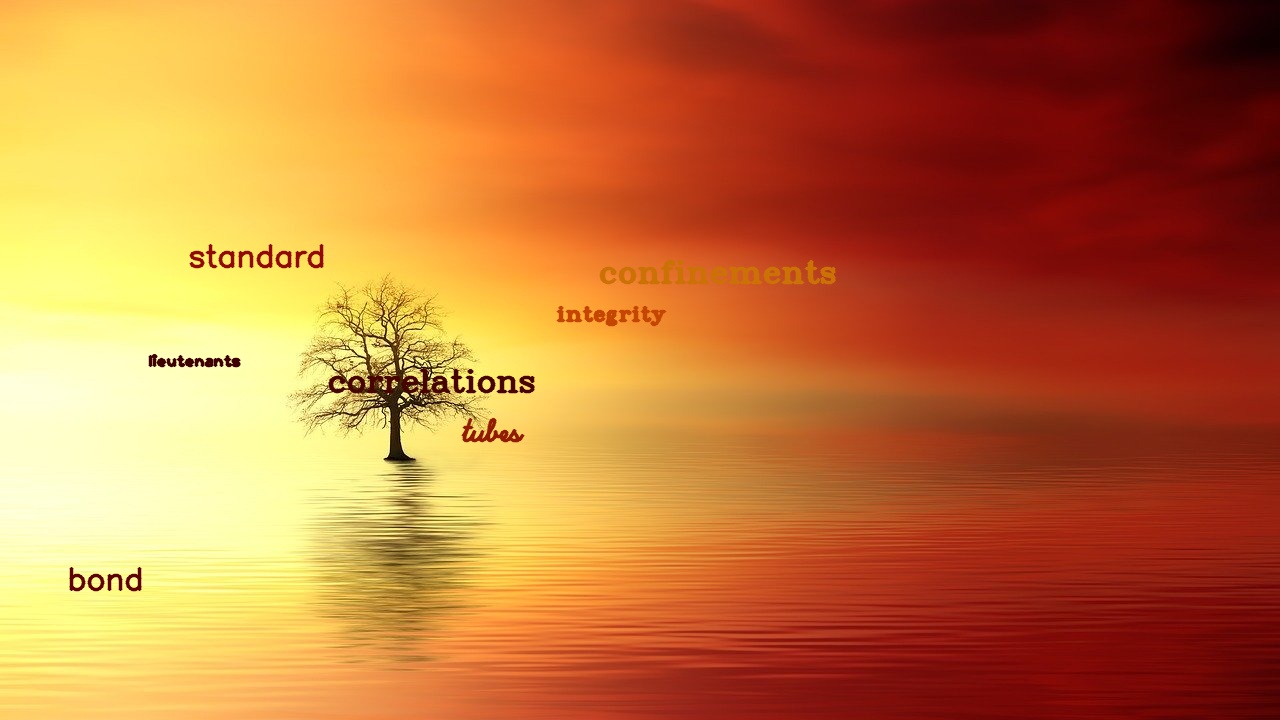 standard
confinements
integrity
lieutenants
correlations
tubes
bond